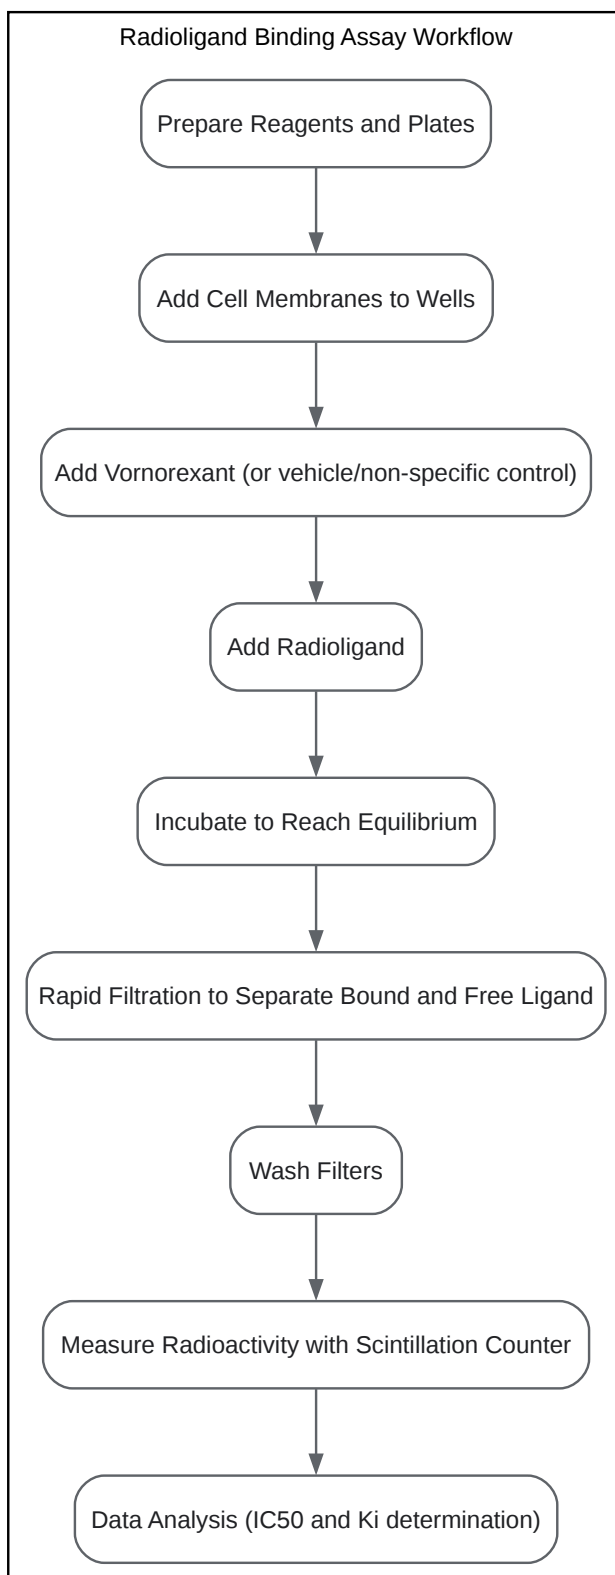 Radioligand Binding Assay Workflow
Prepare Reagents and Plates
Add Cell Membranes to Wells
Add Vornorexant (or vehicle/non-specific control)
Add Radioligand
Incubate to Reach Equilibrium
Rapid Filtration to Separate Bound and Free Ligand
Wash Filters
Measure Radioactivity with Scintillation Counter
Data Analysis (IC50 and Ki determination)